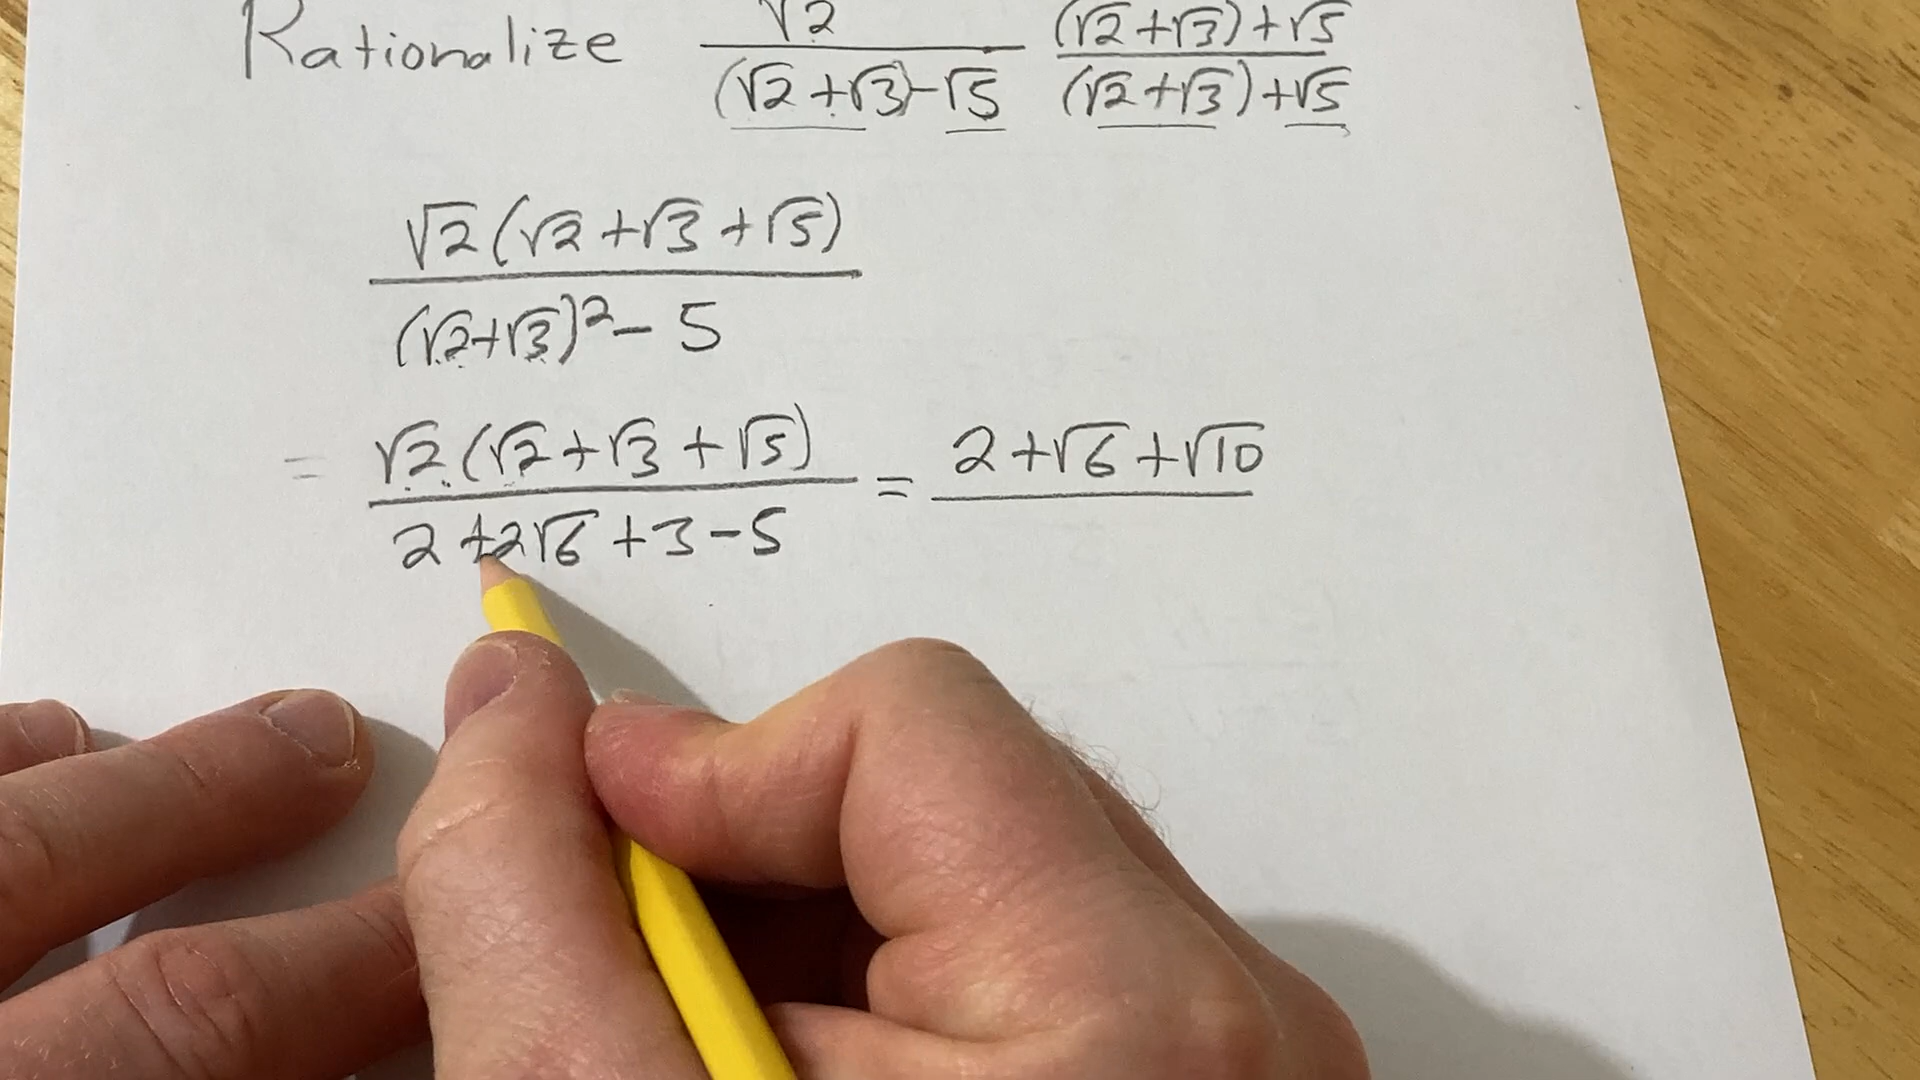 Rationalize √2 / (√2+√3)-√5 (√2+√3)+√5 / (√2+√3)+√5
√2(√2+√3+√5)
(√2+√3)²-5
= √2(√2+√3+√5) / 2+2√6+3-5 = 2+√6+√10